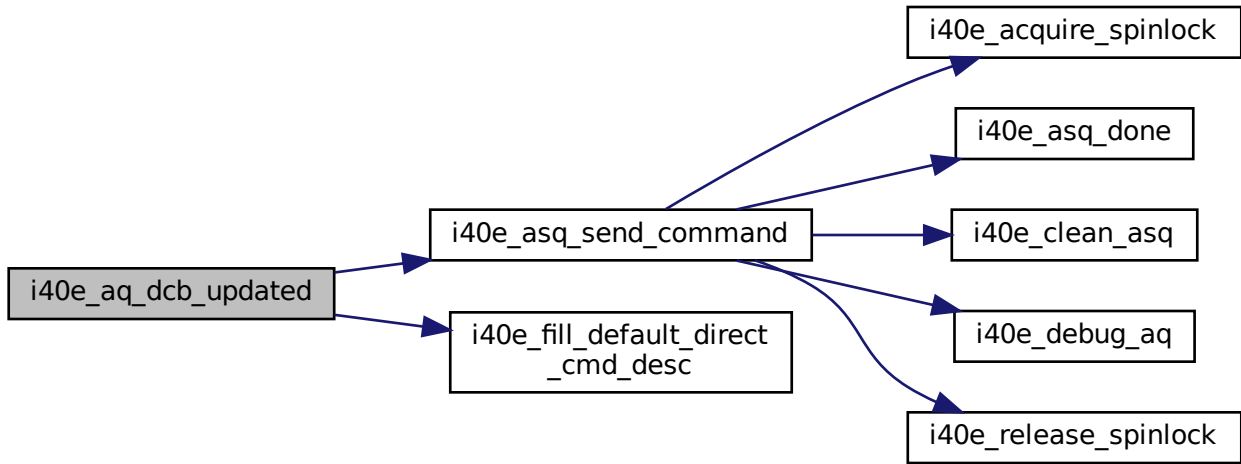 i40e_acquire_spinlock
i40e_asq_done
i40e_asq_send_command
i40e_clean_asq
i40e_aq_dcb_updated
i40e_fill_default_direct
_cmd_desc
i40e_debug_aq
i40e_release_spinlock